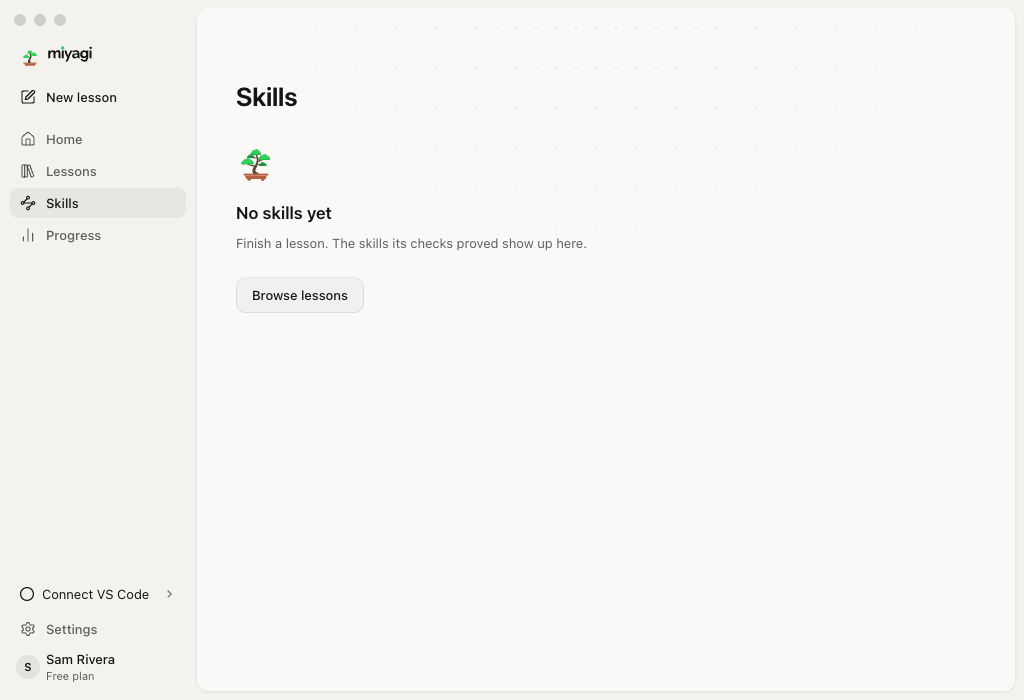 miyagi
New lesson
Home
Lessons
Skills
Progress
Connect VS Code
Settings
S
Sam Rivera
Free plan
Skills
No skills yet
Finish a lesson. The skills its checks proved show up here.
Browse lessons